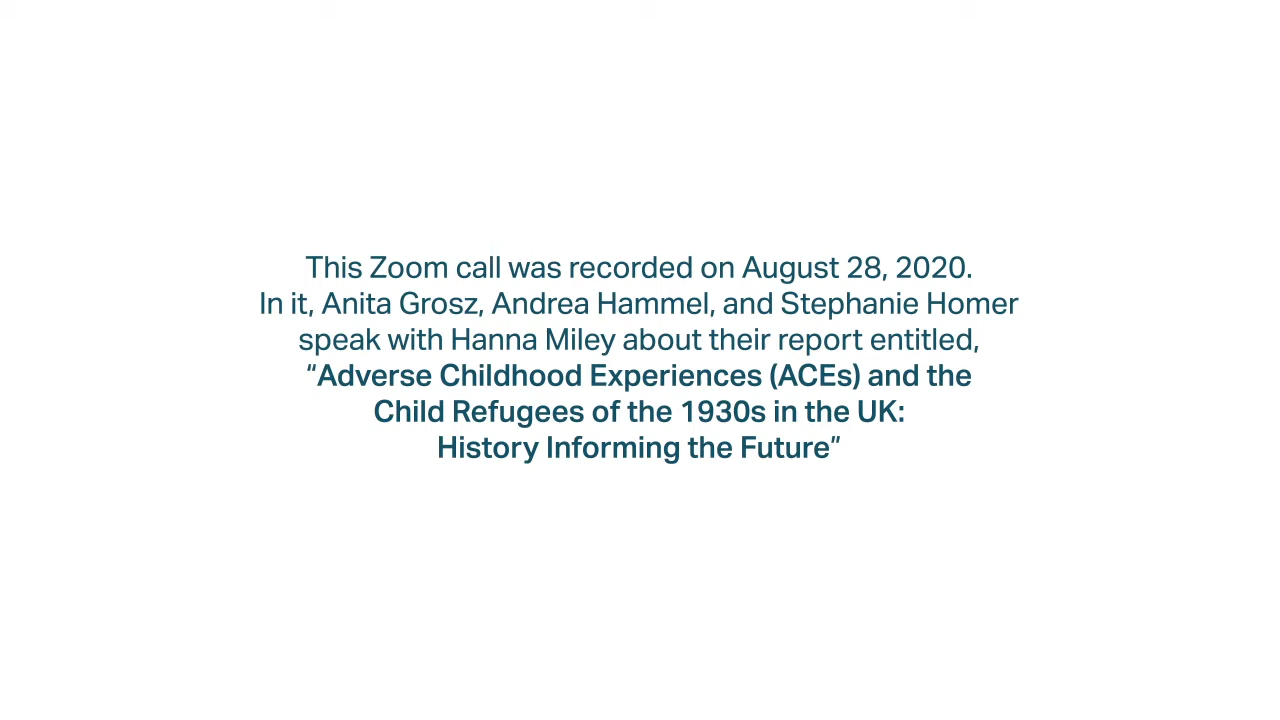 This Zoom call was recorded on August 28, 2020.
In it, Anita Grosz, Andrea Hammel, and Stephanie Homer
speak with Hanna Miley about their report entitled,
“Adverse Childhood Experiences (ACEs) and the
Child Refugees of the 1930s in the UK:
History Informing the Future”